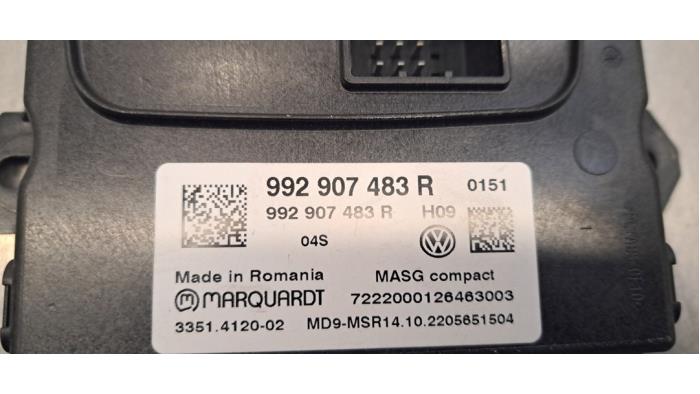 992 907 483 R 0151
992 907 483 R H09
04S
Made in Romania MASG compact
MARQUARDT 7222000126463003
3351.4120-02 MD9-MSR14.10.2205651504